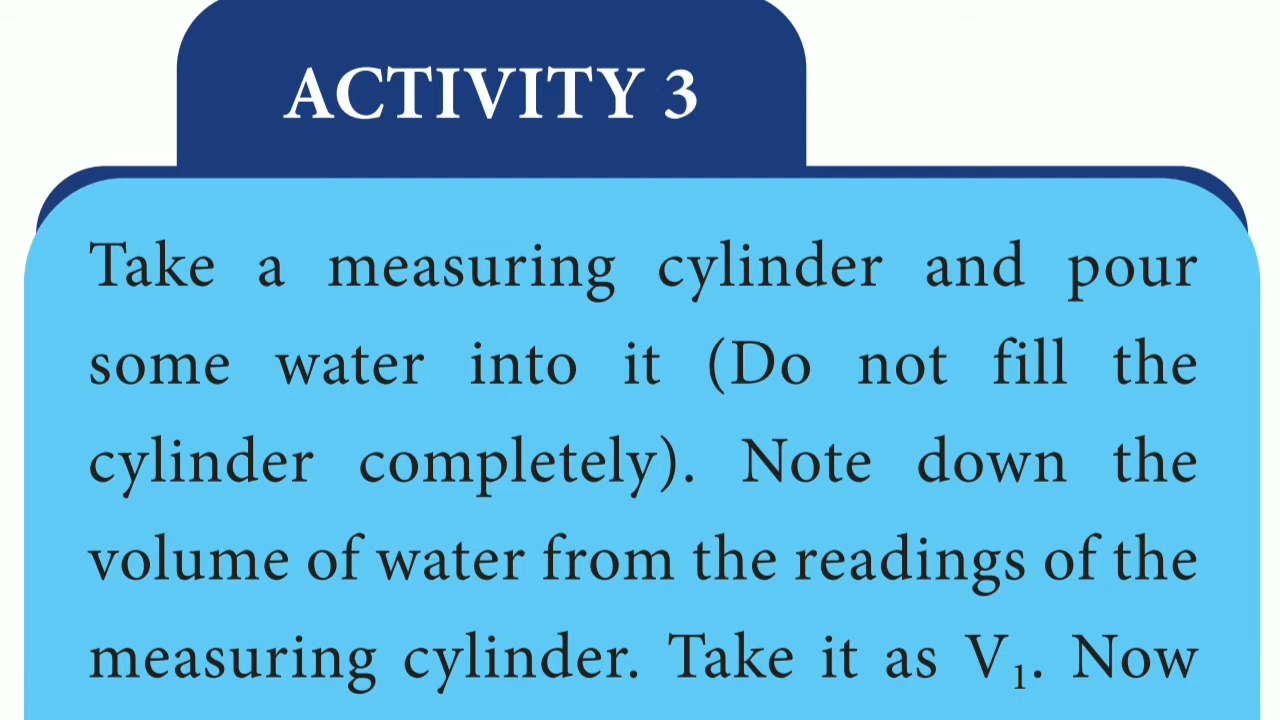 ACTIVITY 3
Take a measuring cylinder and pour
some water into it (Do not fill the
cylinder completely). Note down the
volume of water from the readings of the
measuring cylinder. Take it as V₁. Now